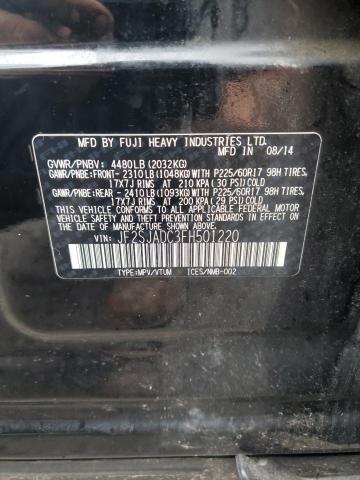 MFD BY FUJI HEAVY INDUSTRIES LTD.
MFD IN 08/14
GVWR/PNBV: 4480LB(2032KG)
GAWR/PNBE:FRONT- 2310LB(1048KG)WITH P225/60R17 98H TIRES,
17X7J RIMS AT 210 KPA(30 PSI)COLD
GAWR/PNBE:REAR - 2410LB(1093KG)WITH P225/60R17 98H TIRES,
17X7J RIMS AT 200 KPA(29 PSI)COLD
THIS VEHICLE CONFORMS TO ALL APPLICABLE FEDERAL
MOTOR VEHICLE SAFETY, BUMPER, AND THEFT PREVENTION STANDARDS
IN EFFECT ON THE DATE OF MANUFACTURE SHOWN ABOVE.
VIN: JF2SJADC3FH501220
TYPE:MPV/VTUM ICES/NMB-002